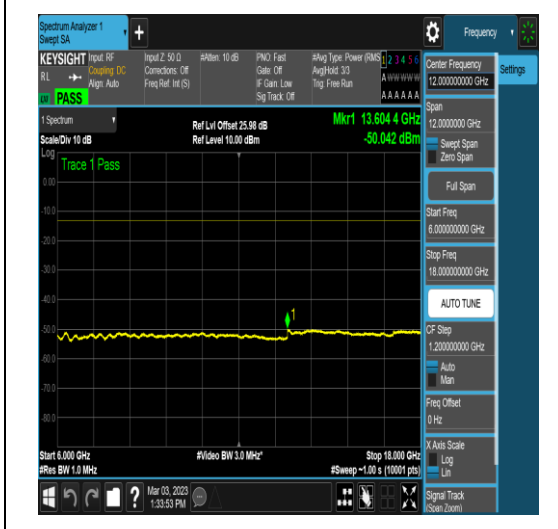 Spectrum Analyzer 1
Swept SA
Frequency
KEYSIGHT
Input: RF
Coupling: DC
Align: Auto
Input Z: 50 Ω
Corrections: Off
Freq Ref: Int (S)
#Atten: 10 dB
PNO: Fast
Gate: Off
IF Gain: Low
Sig Track: Off
#Avg Type: Power (RMS)
Avg|Hold: 3/3
Trig: Free Run
1 2 3 4 5 6
A W W W W W
A A A A A A
RL
PASS
1 Spectrum
Scale/Div 10 dB
Ref Lvl Offset 25.98 dB
Ref Level 10.00 dBm
Mkr1 13.604 4 GHz
-50.042 dBm
Log
Trace 1 Pass
0.00
-10.0
-20.0
-30.0
-40.0
-50.0
-60.0
-70.0
-80.0
1
Start 6.000 GHz
#Res BW 1.0 MHz
#Video BW 3.0 MHz*
Stop 18.000 GHz
#Sweep ~1.00 s (10001 pts)
Center Frequency
12.000000000 GHz
Settings
Span
12.0000000 GHz
Swept Span
Zero Span
Full Span
Start Freq
6.000000000 GHz
Stop Freq
18.000000000 GHz
AUTO TUNE
CF Step
1.200000000 GHz
Auto
Man
Freq Offset
0 Hz
X Axis Scale
Log
Lin
Signal Track
(Span Zoom)
?
Mar 03, 2023
1:33:53 PM